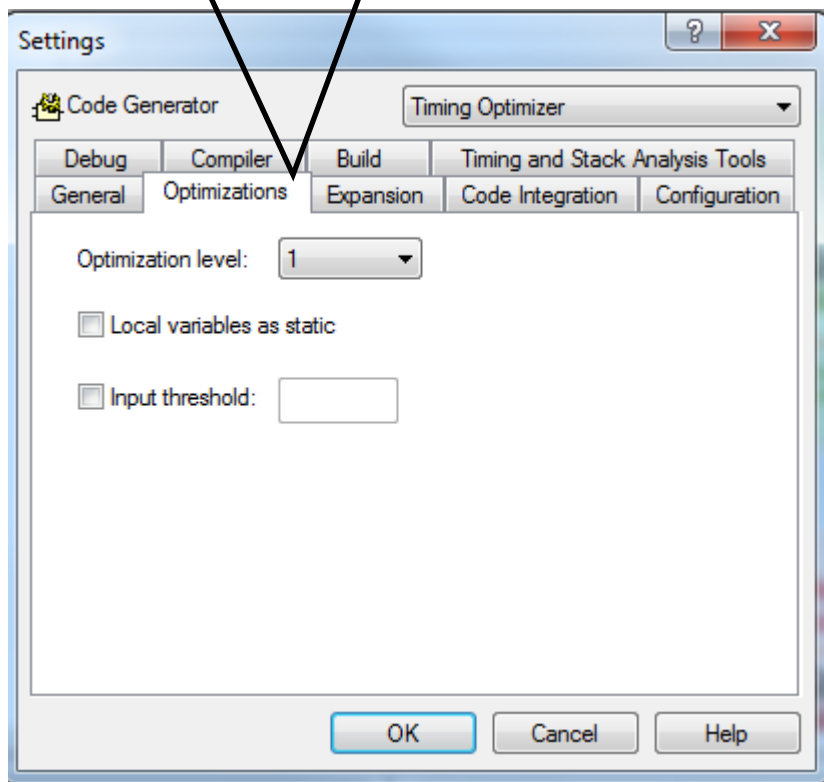 Settings
? X
Code Generator Timing Optimizer
Debug Compiler Build Timing and Stack Analysis Tools
General Optimizations Expansion Code Integration Configuration
Optimization level: 1
Local variables as static
Input threshold:
OK Cancel Help